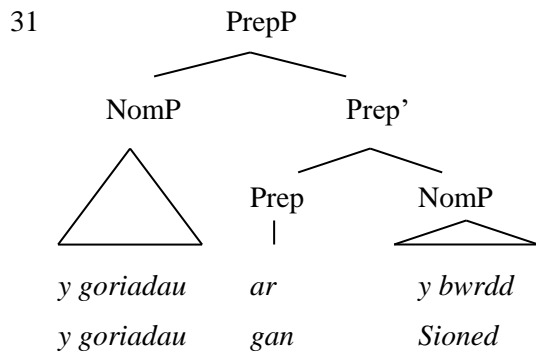 31 PrepP
NomP Prep’
Prep NomP
y goriadau ar y bwrdd
y goriadau gan Sioned